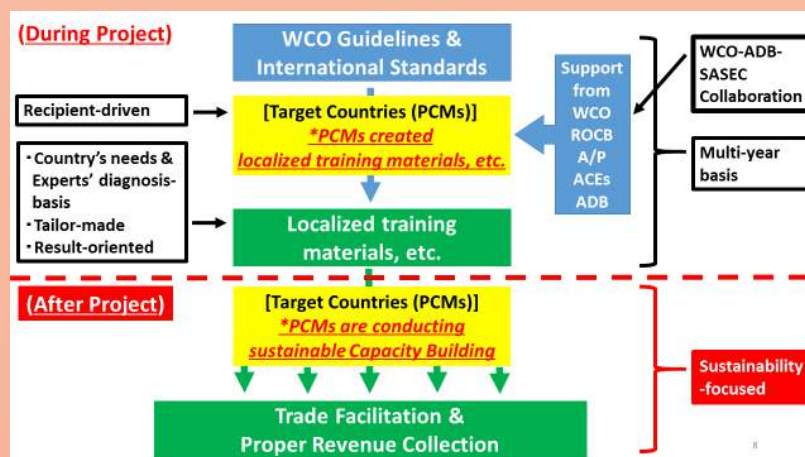 (During Project)
WCO Guidelines &
International Standards
Recipient-driven
[Target Countries (PCMs)]
*PCMs created
localized training materials, etc.
Support
from
WCO
ROCB
A/P
ACEs
ADB
WCO-ADB-
SASEC
Collaboration
Multi-year
basis
・Country's needs &
Experts' diagnosis-
basis
・Tailor-made
・Result-oriented
Localized training
materials, etc.
(After Project)
[Target Countries (PCMs)]
*PCMs are conducting
sustainable Capacity Building
Sustainability
-focused
Trade Facilitation &
Proper Revenue Collection
8